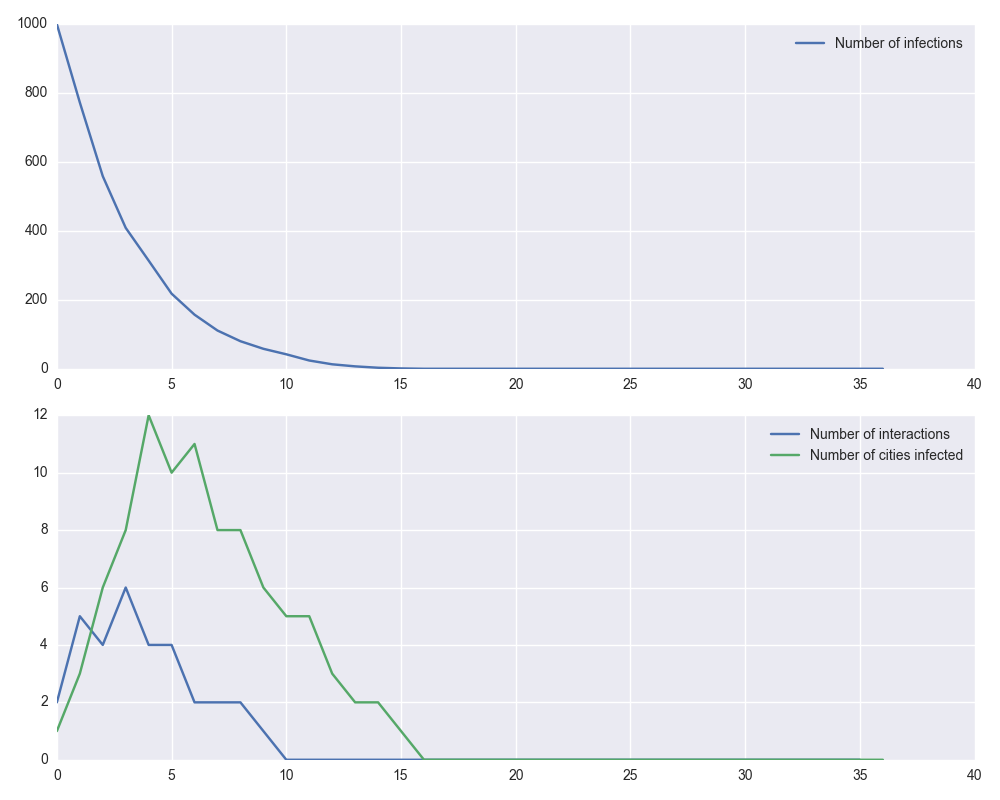 1000
Number of infections
800
600
400
200
0
0 5 10 15 20 25 30 35 40
12
Number of interactions
Number of cities infected
10
8
6
4
2
0
0 5 10 15 20 25 30 35 40